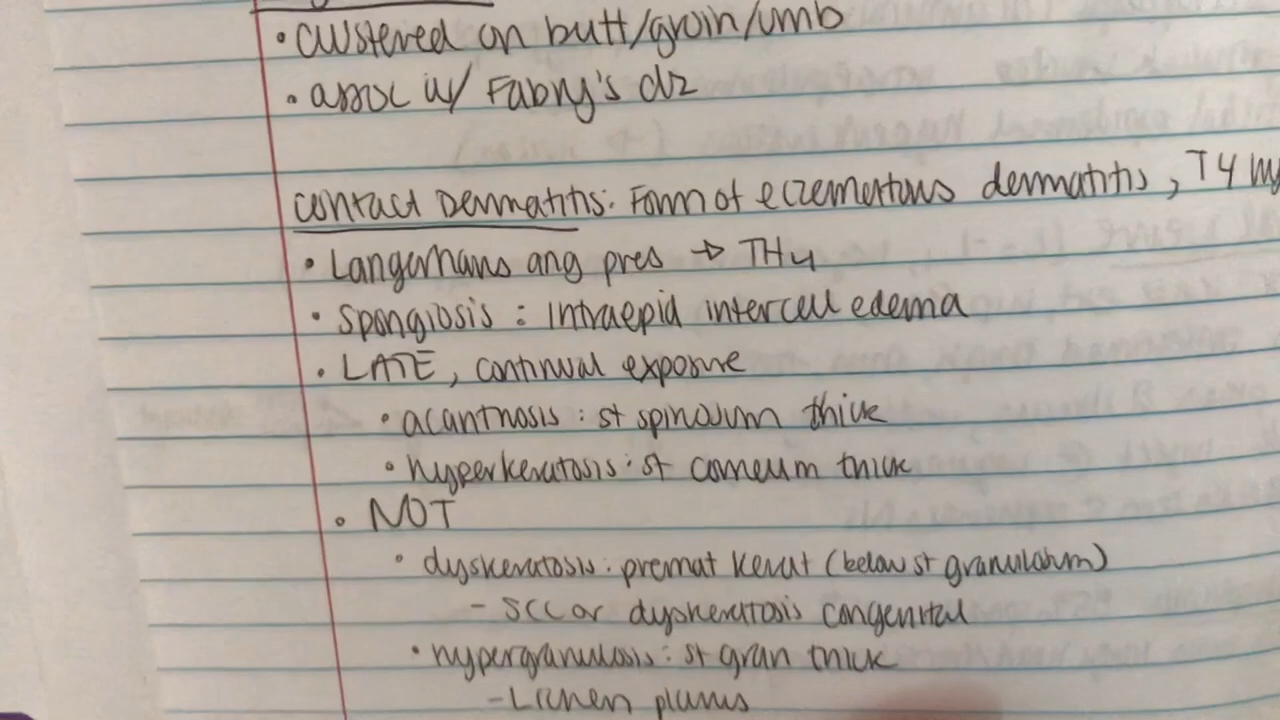 • clustered on butt/groin/umb
• assoc w/ Fabry's dz
contact Dermatitis: Form of eczematous dermatitis, T4
• Langerhans ang pres → TH4
• spongiosis: intraepid intercell edema
• LATE, continual exposure
• acanthosis: st spinosum thick
• hyperkeratosis: st corneum thick
• NOT
• dyskeratosis: premat kerat (below st granulosum)
- SCC or dyskeratosis congenital
• hypergranulosis: st gran thick
- Lichen planus